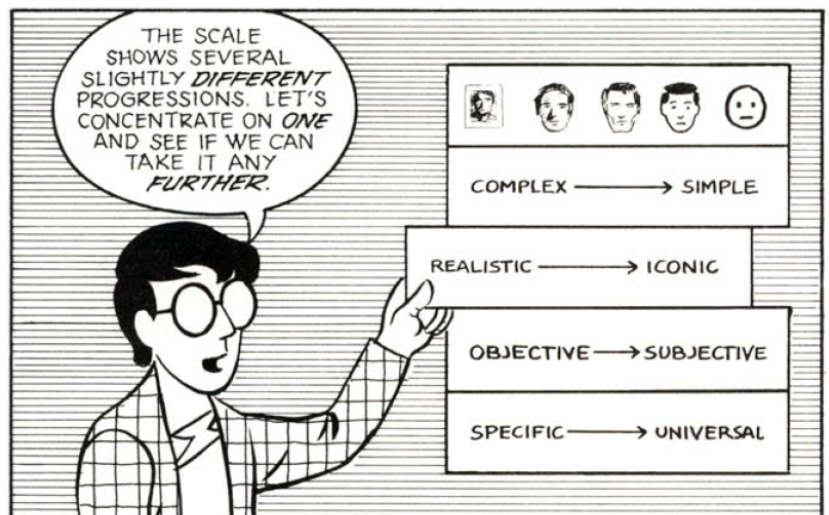 THE SCALE
SHOWS SEVERAL
SLIGHTLY DIFFERENT
PROGRESSIONS. LET'S
CONCENTRATE ON ONE
AND SEE IF WE CAN
TAKE IT ANY
FURTHER.
COMPLEX → SIMPLE
REALISTIC → ICONIC
OBJECTIVE → SUBJECTIVE
SPECIFIC → UNIVERSAL